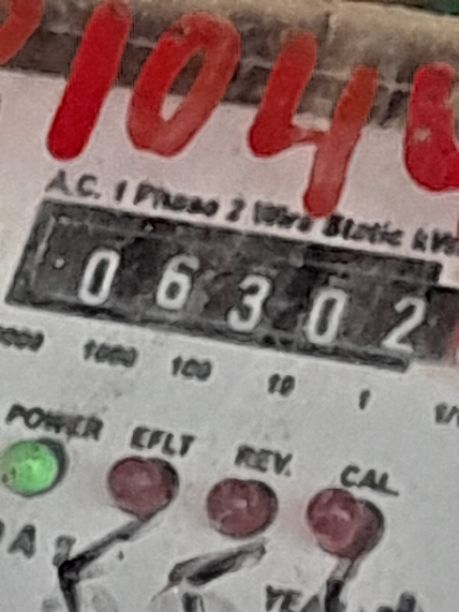 104
A.C. 1 Phase 2 Wire Static
0 6 3 0 2
1000 100 10 1
POWER EFLT REV. CAL.